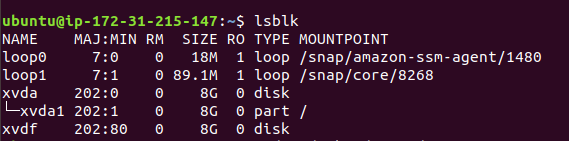 ubuntu@ip-172-31-215-147:~$ lsblk
NAME    MAJ:MIN RM  SIZE RO TYPE MOUNTPOINT
loop0     7:0    0   18M  1 loop /snap/amazon-ssm-agent/1480
loop1     7:1    0 89.1M  1 loop /snap/core/8268
xvda    202:0    0    8G  0 disk
└─xvda1 202:1    0    8G  0 part /
xvdf    202:80   0    8G  0 disk